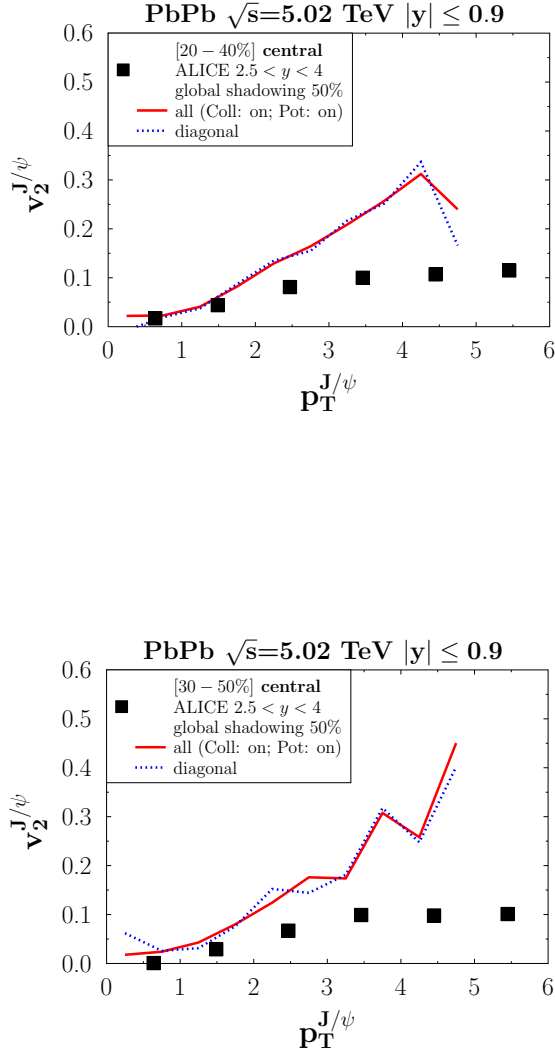 PbPb √s=5.02 TeV |y| ≤ 0.9
[20 − 40%] central
ALICE 2.5 < y < 4
global shadowing 50%
all (Coll: on; Pot: on)
diagonal
0.6
0.5
0.4
0.3
0.2
0.1
0.0
v₂^J/ψ
0 1 2 3 4 5 6
p_T^J/ψ
PbPb √s=5.02 TeV |y| ≤ 0.9
[30 − 50%] central
ALICE 2.5 < y < 4
global shadowing 50%
all (Coll: on; Pot: on)
diagonal
0.6
0.5
0.4
0.3
0.2
0.1
0.0
v₂^J/ψ
0 1 2 3 4 5 6
p_T^J/ψ